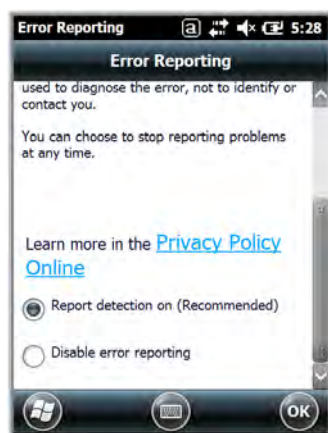 Error Reporting a 5:28
Error Reporting
used to diagnose the error, not to identify or
contact you.
You can choose to stop reporting problems
at any time.
Learn more in the Privacy Policy
Online
Report detection on (Recommended)
Disable error reporting
OK